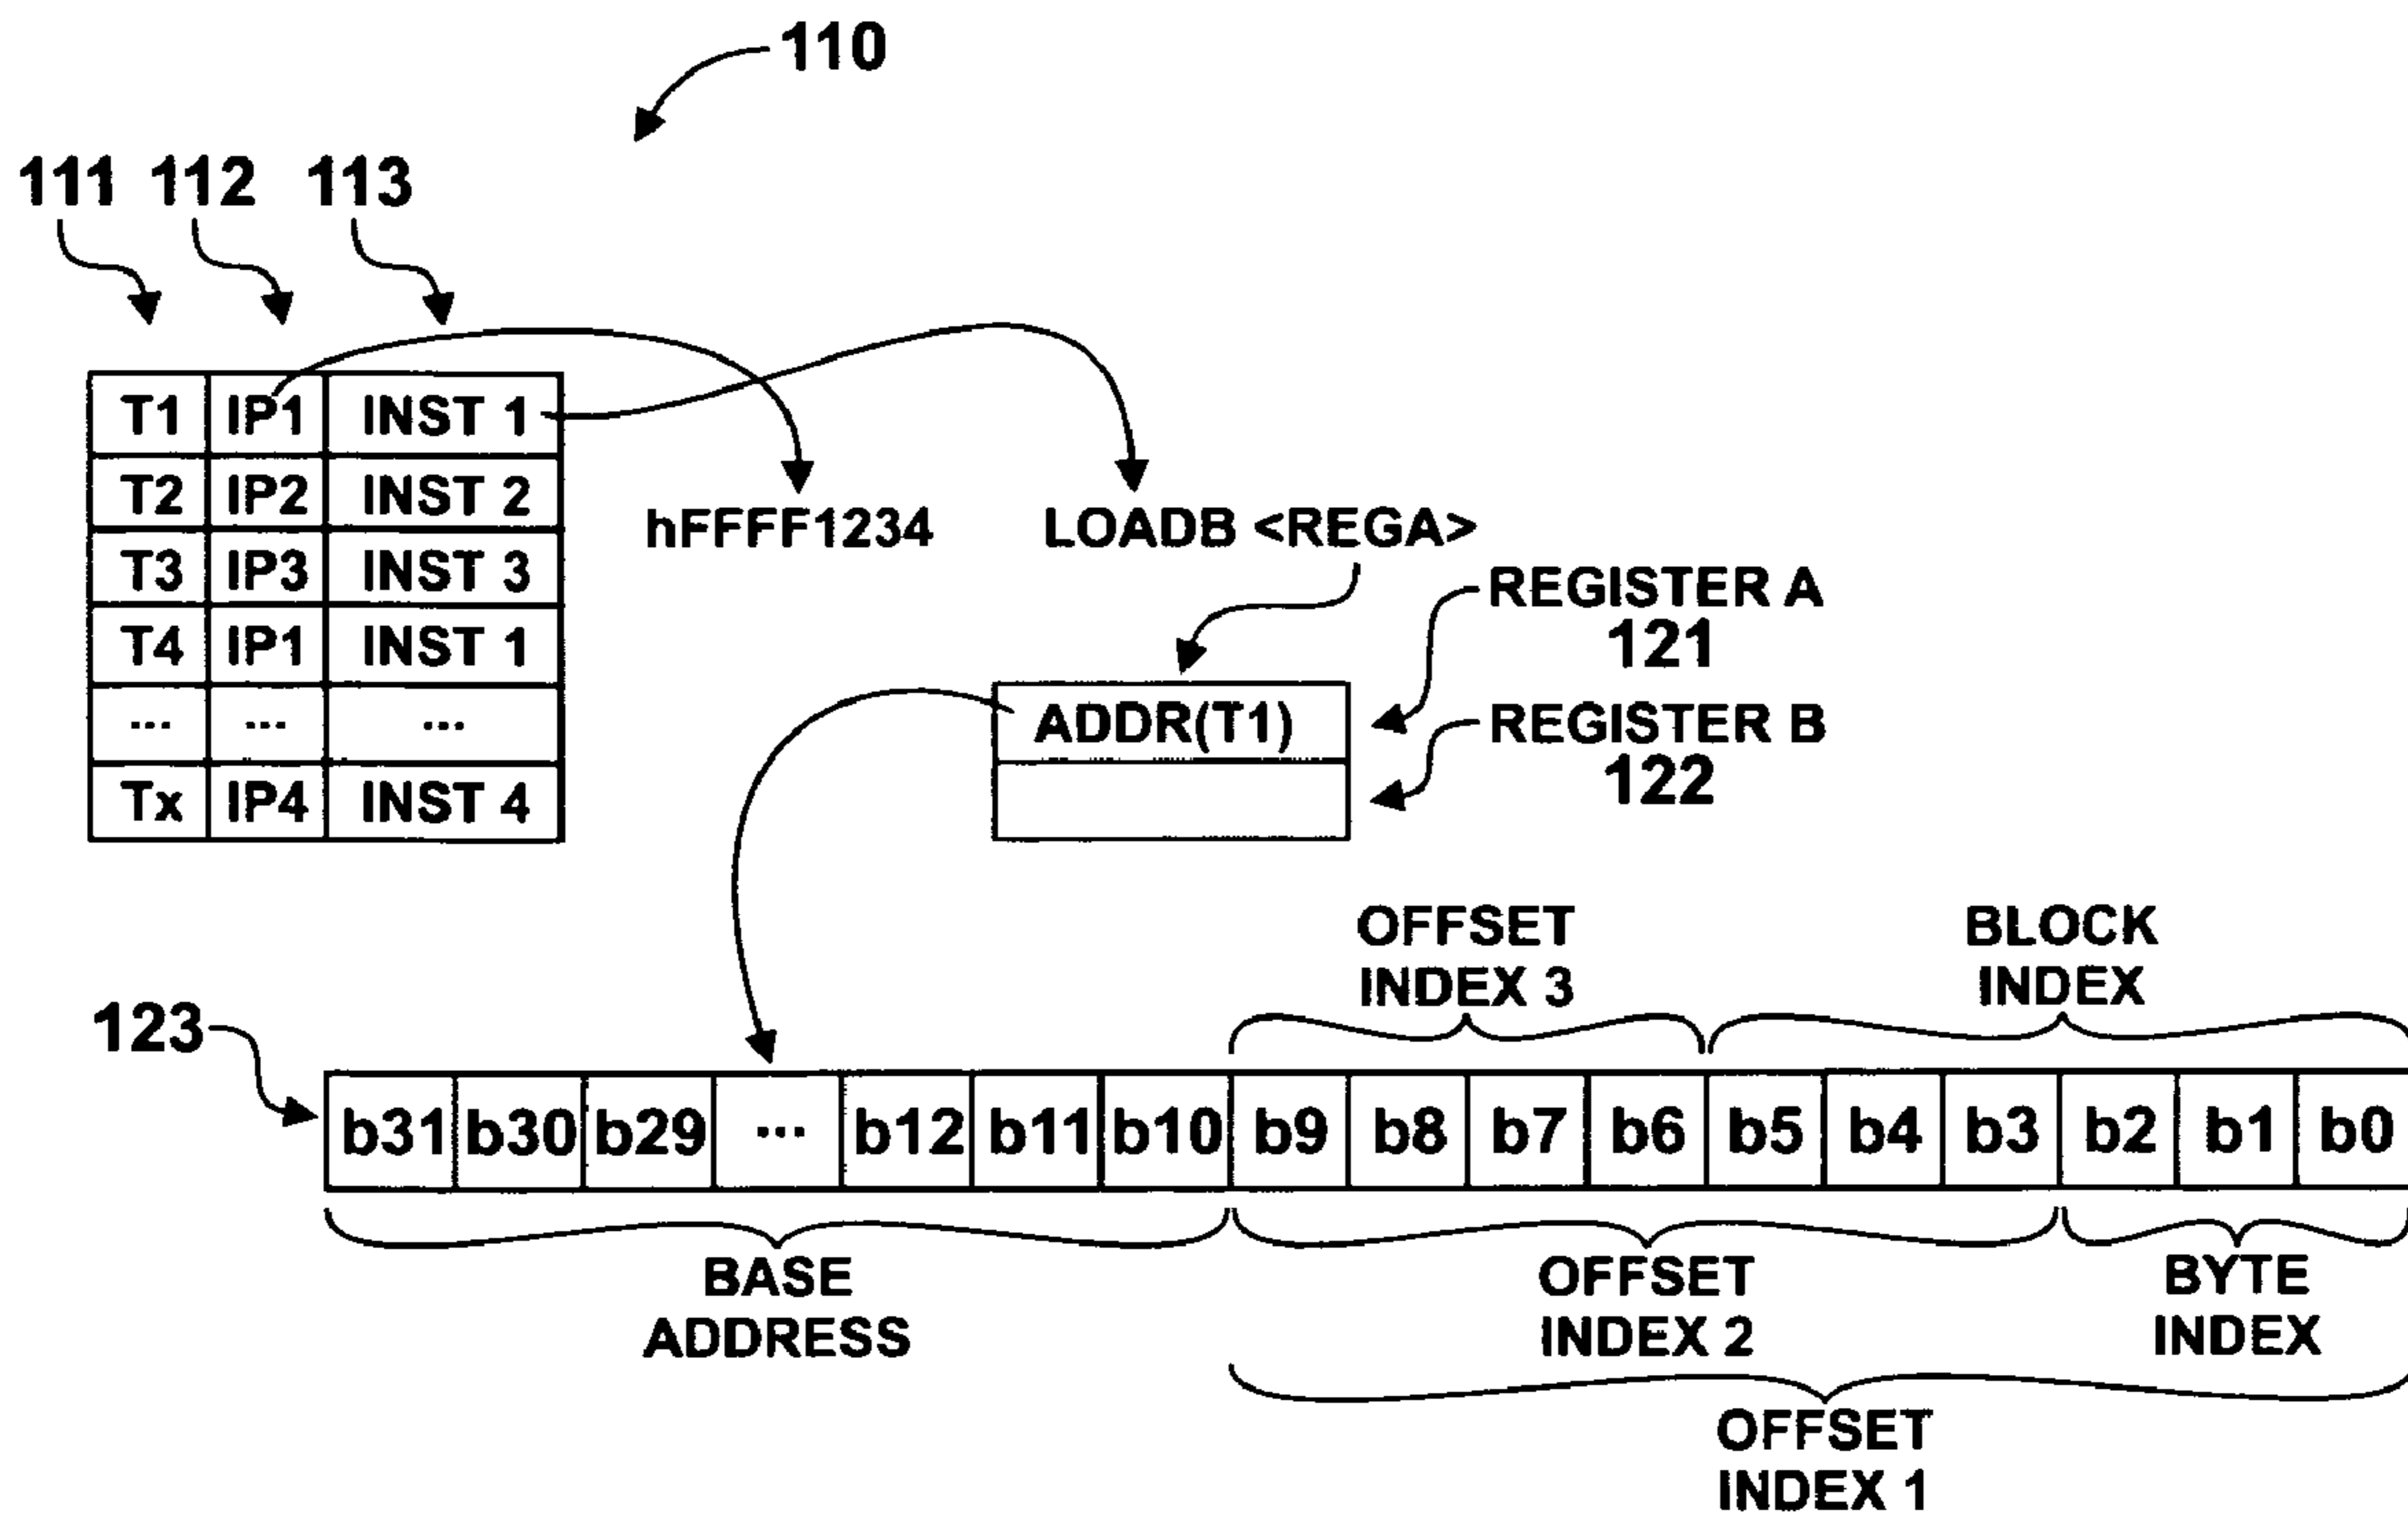 110
111 112 113
T1 IP1 INST 1
T2 IP2 INST 2
T3 IP3 INST 3
T4 IP1 INST 1
... ... ...
Tx IP4 INST 4
hFFFF1234
LOADB <REGA>
REGISTER A
121
ADDR(T1)
REGISTER B
122
OFFSET
INDEX 3
BLOCK
INDEX
123
b31 b30 b29 ... b12 b11 b10 b9 b8 b7 b6 b5 b4 b3 b2 b1 b0
BASE
ADDRESS
OFFSET
INDEX 2
BYTE
INDEX
OFFSET
INDEX 1